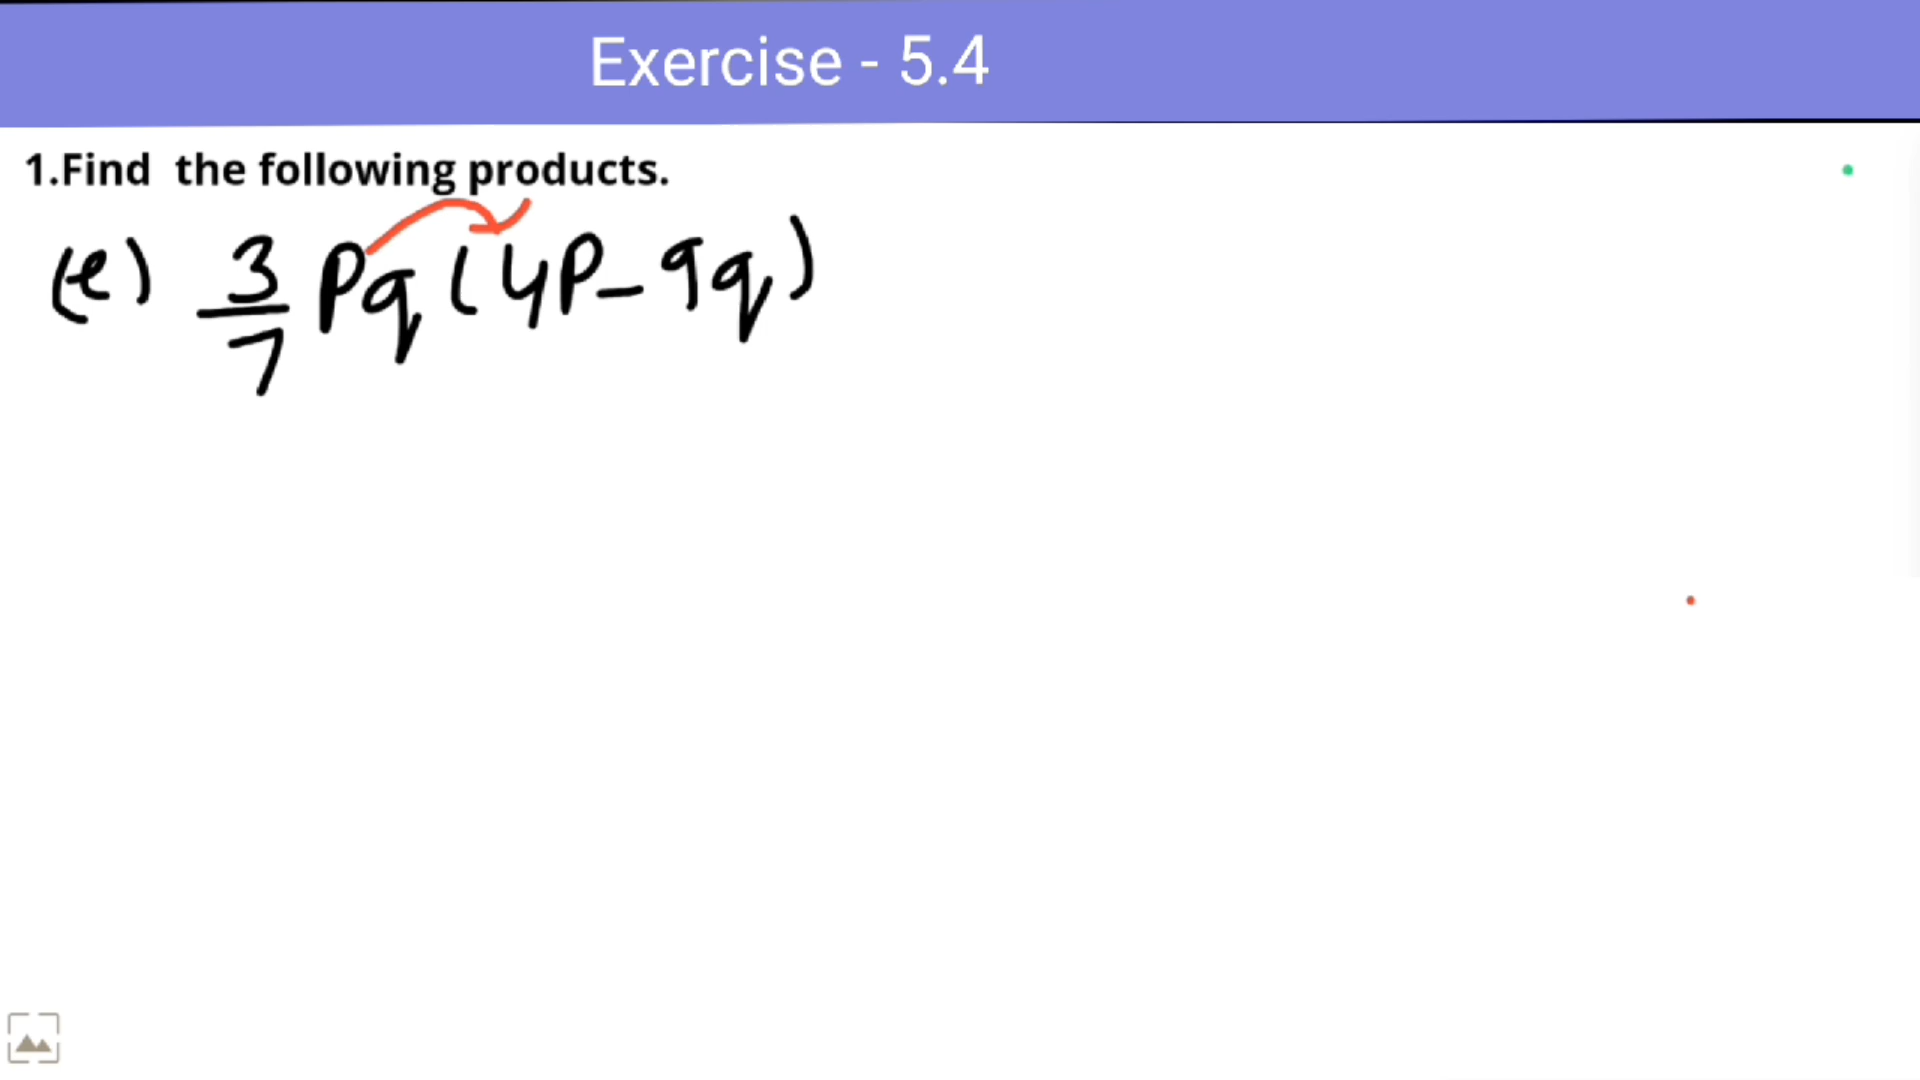 Exercise - 5.4
1.Find the following products.
(e) 3/7 pq (4p - 9q)